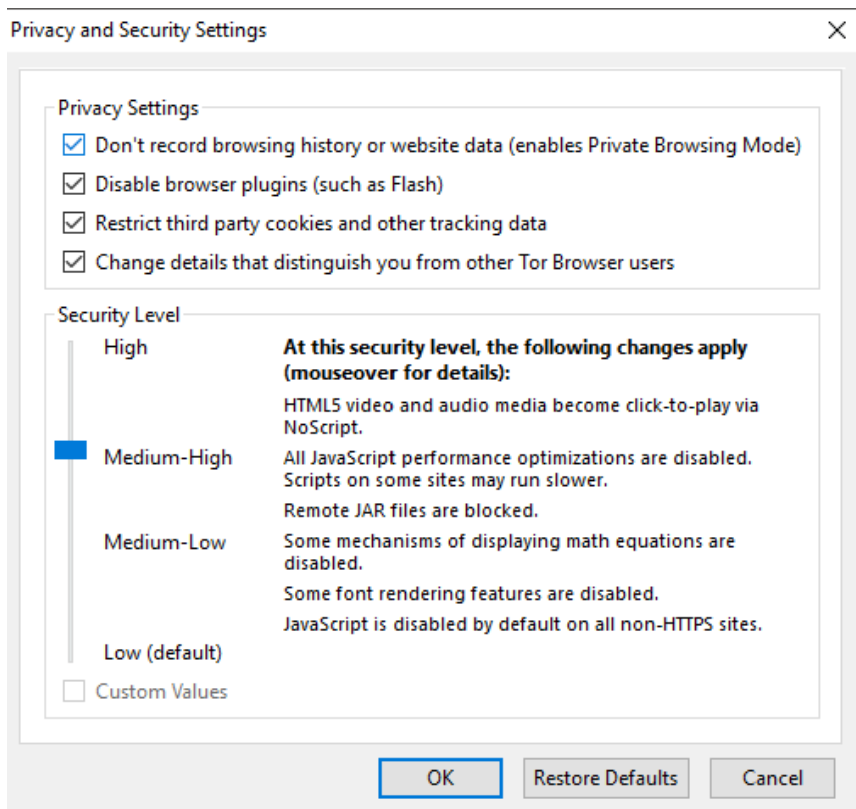 Privacy and Security Settings
Privacy Settings
Don't record browsing history or website data (enables Private Browsing Mode)
Disable browser plugins (such as Flash)
Restrict third party cookies and other tracking data
Change details that distinguish you from other Tor Browser users
Security Level
High
At this security level, the following changes apply
(mouseover for details):
HTML5 video and audio media become click-to-play via
NoScript.
Medium-High
All JavaScript performance optimizations are disabled.
Scripts on some sites may run slower.
Remote JAR files are blocked.
Medium-Low
Some mechanisms of displaying math equations are
disabled.
Some font rendering features are disabled.
JavaScript is disabled by default on all non-HTTPS sites.
Low (default)
Custom Values
OK
Restore Defaults
Cancel